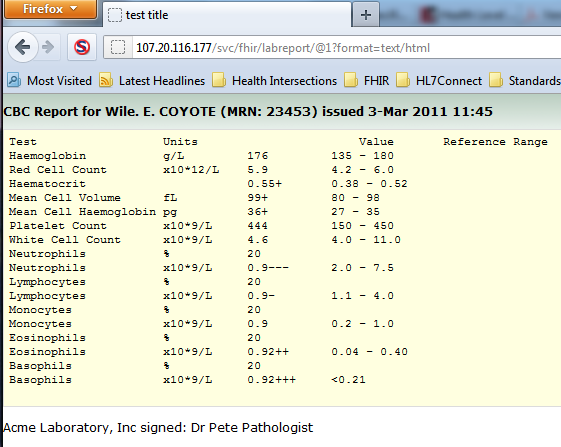 Firefox
test title
107.20.116.177/svc/fhir/labreport/@1?format=text/html
Most Visited Latest Headlines Health Intersections FHIR HL7Connect Standards
CBC Report for Wile. E. COYOTE (MRN: 23453) issued 3-Mar 2011 11:45
Test Units Value Reference Range
Haemoglobin g/L 176 135 - 180
Red Cell Count x10*12/L 5.9 4.2 - 6.0
Haematocrit 0.55+ 0.38 - 0.52
Mean Cell Volume fL 99+ 80 - 98
Mean Cell Haemoglobin pg 36+ 27 - 35
Platelet Count x10*9/L 444 150 - 450
White Cell Count x10*9/L 4.6 4.0 - 11.0
Neutrophils % 20
Neutrophils x10*9/L 0.9--- 2.0 - 7.5
Lymphocytes % 20
Lymphocytes x10*9/L 0.9- 1.1 - 4.0
Monocytes % 20
Monocytes x10*9/L 0.9 0.2 - 1.0
Eosinophils % 20
Eosinophils x10*9/L 0.92++ 0.04 - 0.40
Basophils % 20
Basophils x10*9/L 0.92+++ <0.21
Acme Laboratory, Inc signed: Dr Pete Pathologist